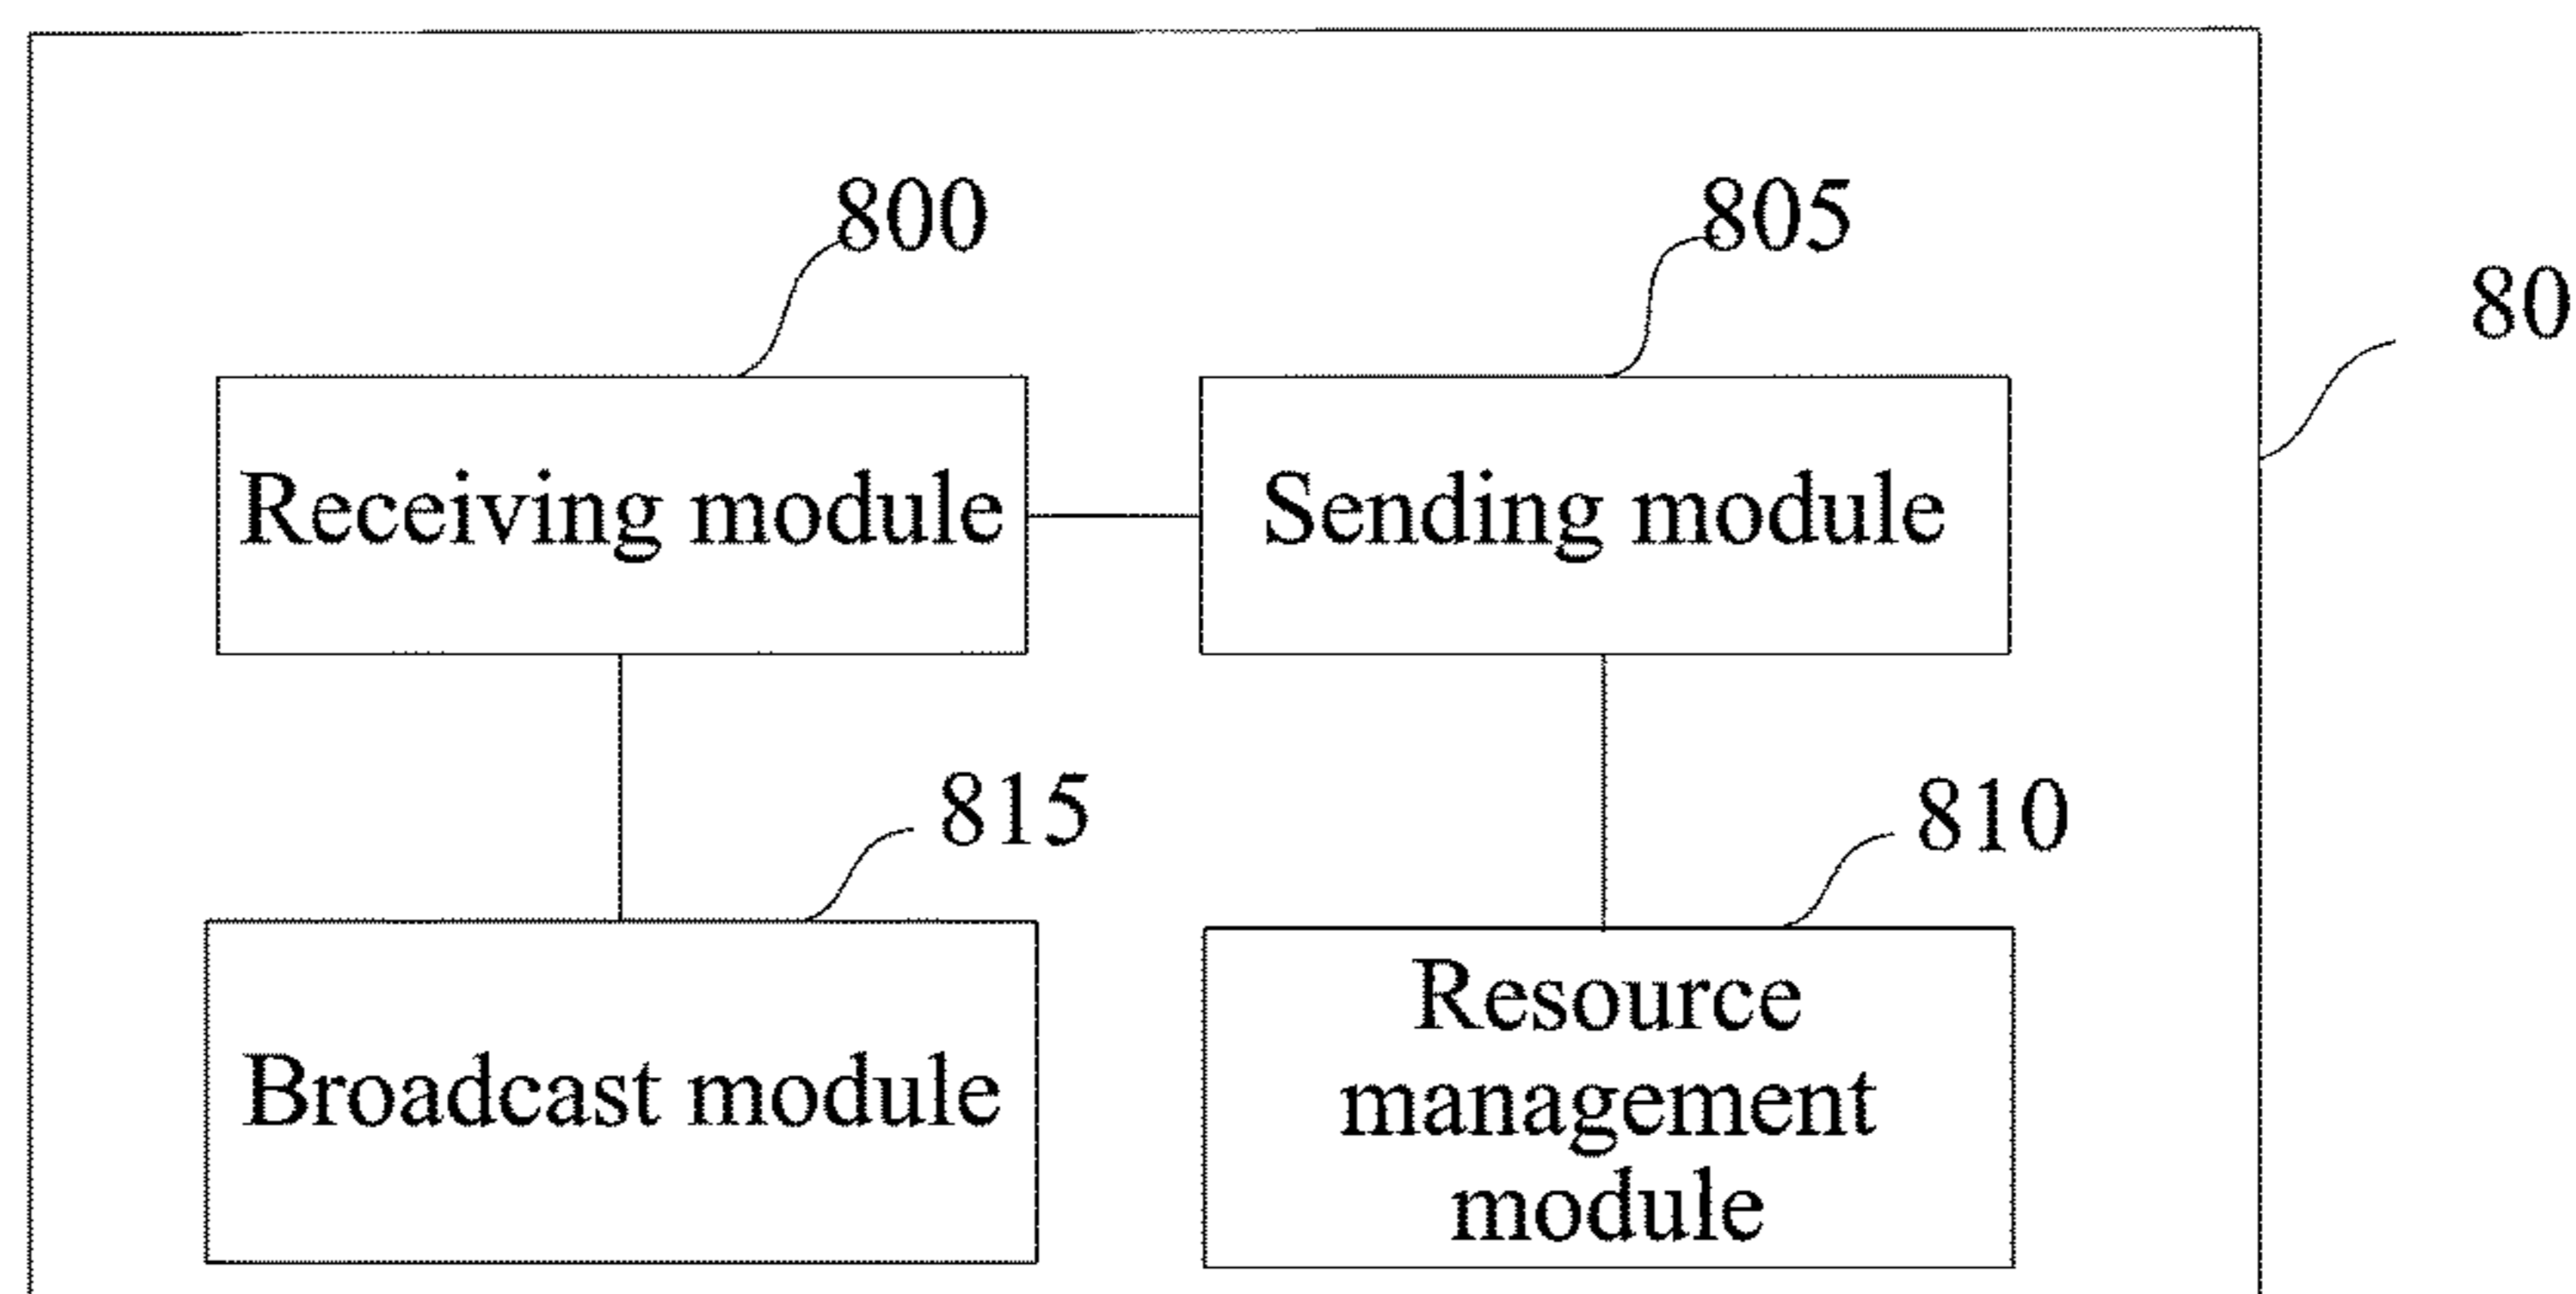 800
805
80
Receiving module
Sending module
815
810
Broadcast module
Resource
management
module